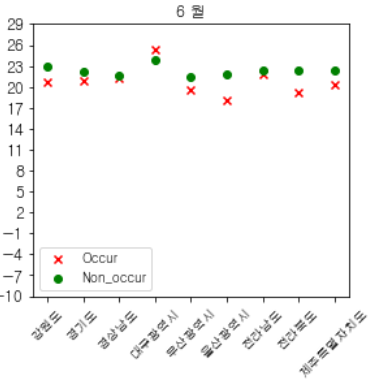 6 월
29
26
23
20
17
14
11
8
5
2
−1
−4
−7
−10
Occur
Non_occur
강원도
경기도
경상남도
대구광역시
부산광역시
울산광역시
전라남도
전라북도
제주특별자치도